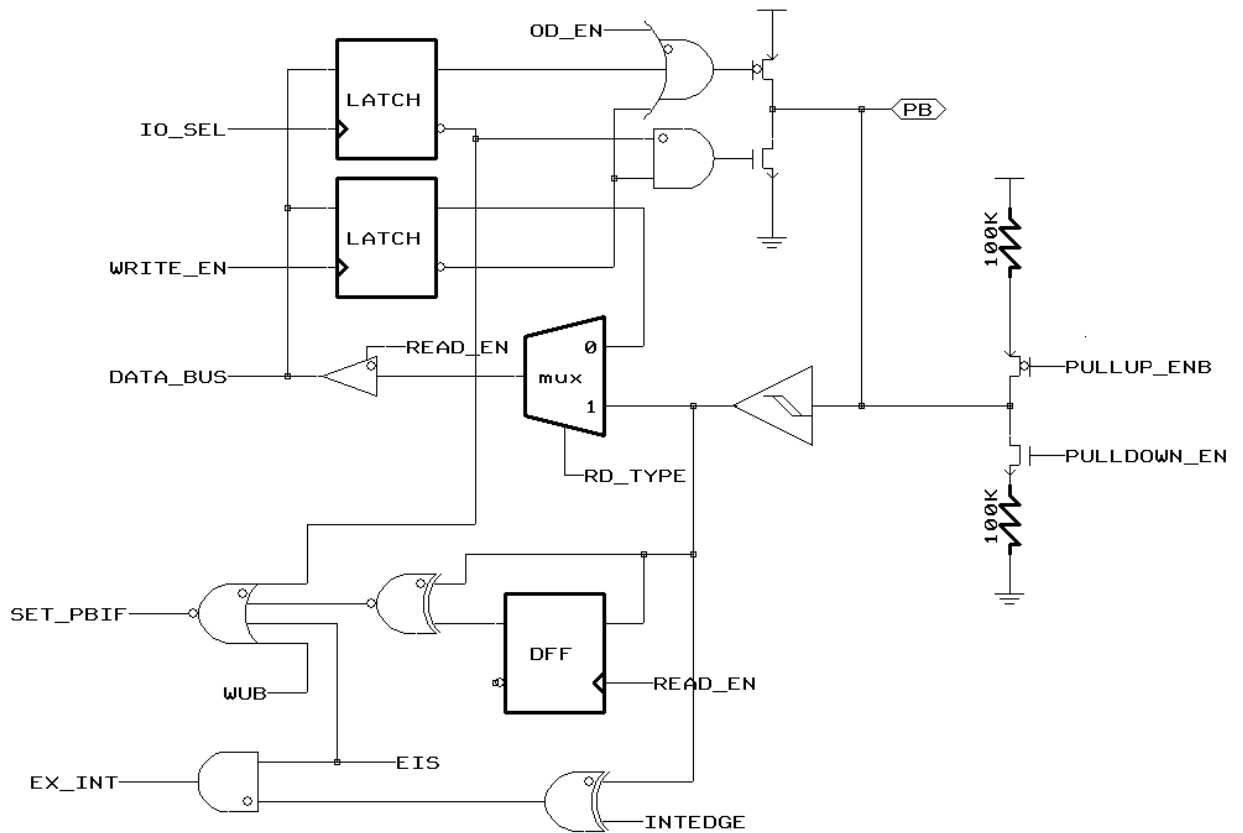 OD_EN
LATCH
PB
IO_SEL
LATCH
100K
WRITE_EN
READ_EN
0
DATA_BUS
mux
PULLUP_ENB
1
PULLDOWN_EN
RD_TYPE
100K
SET_PBIF
DFF
WUB
READ_EN
EIS
EX_INT
INTEDGE